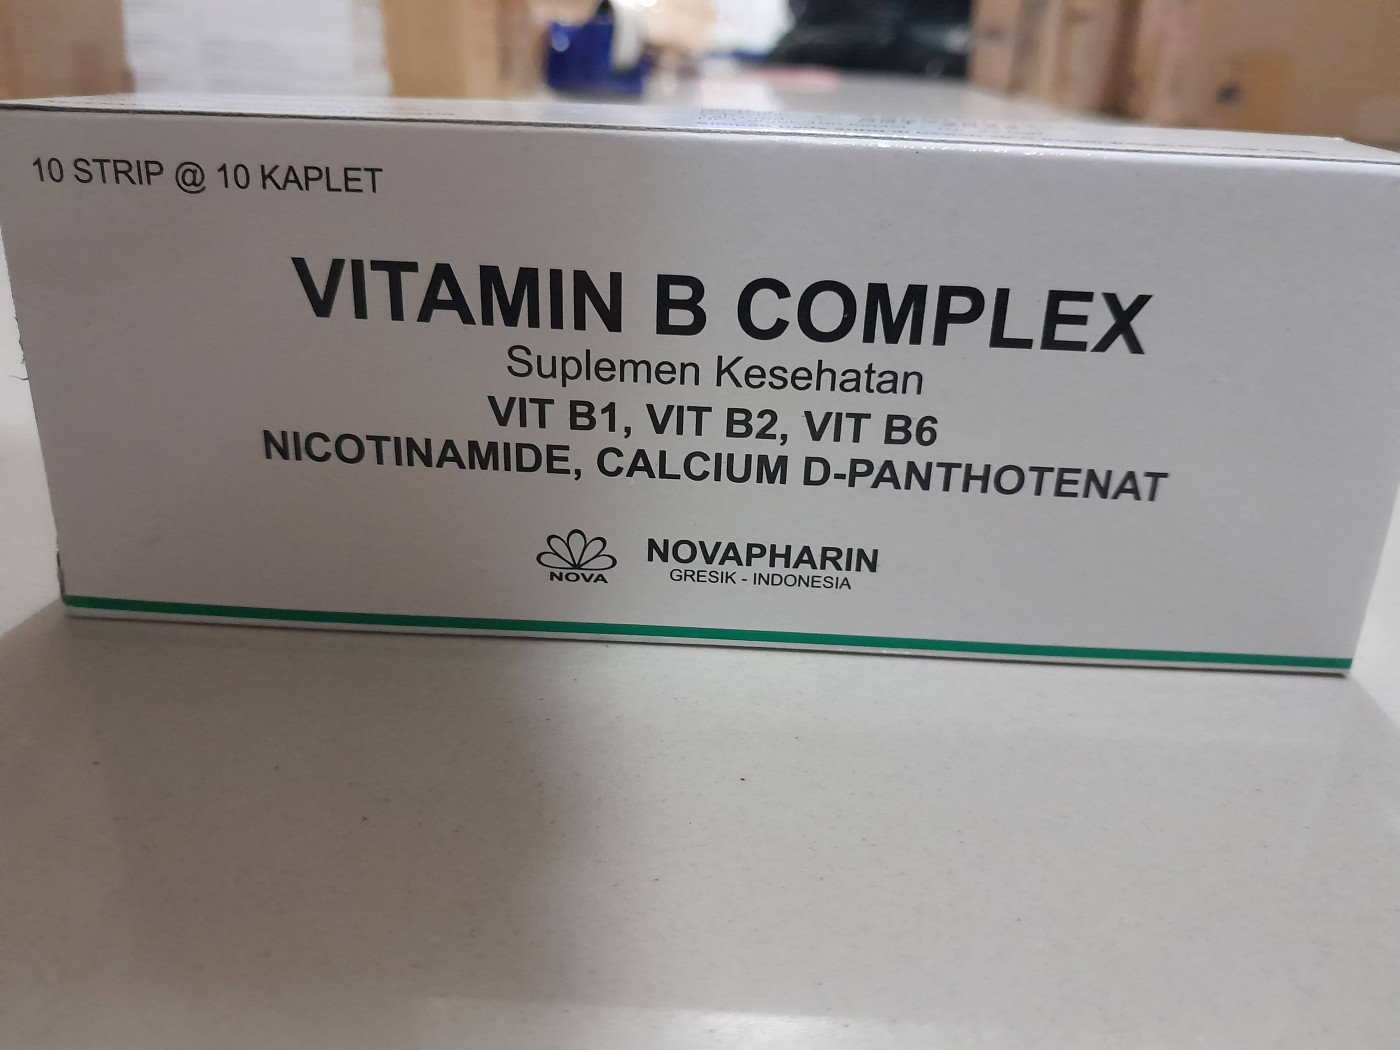 10 STRIP @ 10 KAPLET
VITAMIN B COMPLEX
Suplemen Kesehatan
VIT B1, VIT B2, VIT B6
NICOTINAMIDE, CALCIUM D-PANTHOTENAT
NOVA
NOVAPHARIN
GRESIK - INDONESIA